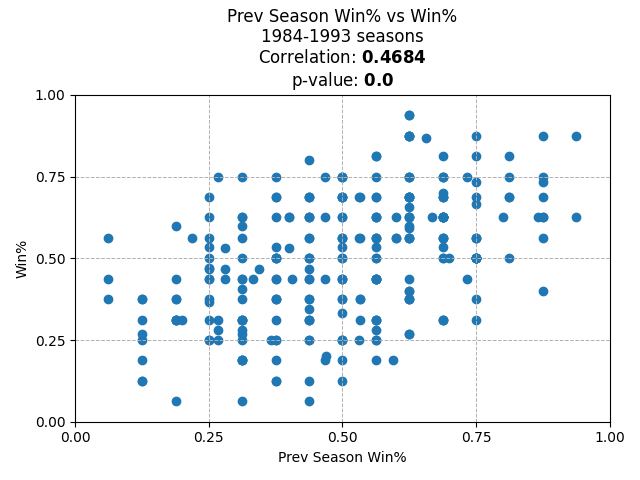 Prev Season Win% vs Win%
1984-1993 seasons
Correlation: 0.4684
p-value: 0.0
1.00
0.75
0.50
0.25
0.00
Win%
0.00 0.25 0.50 0.75 1.00
Prev Season Win%